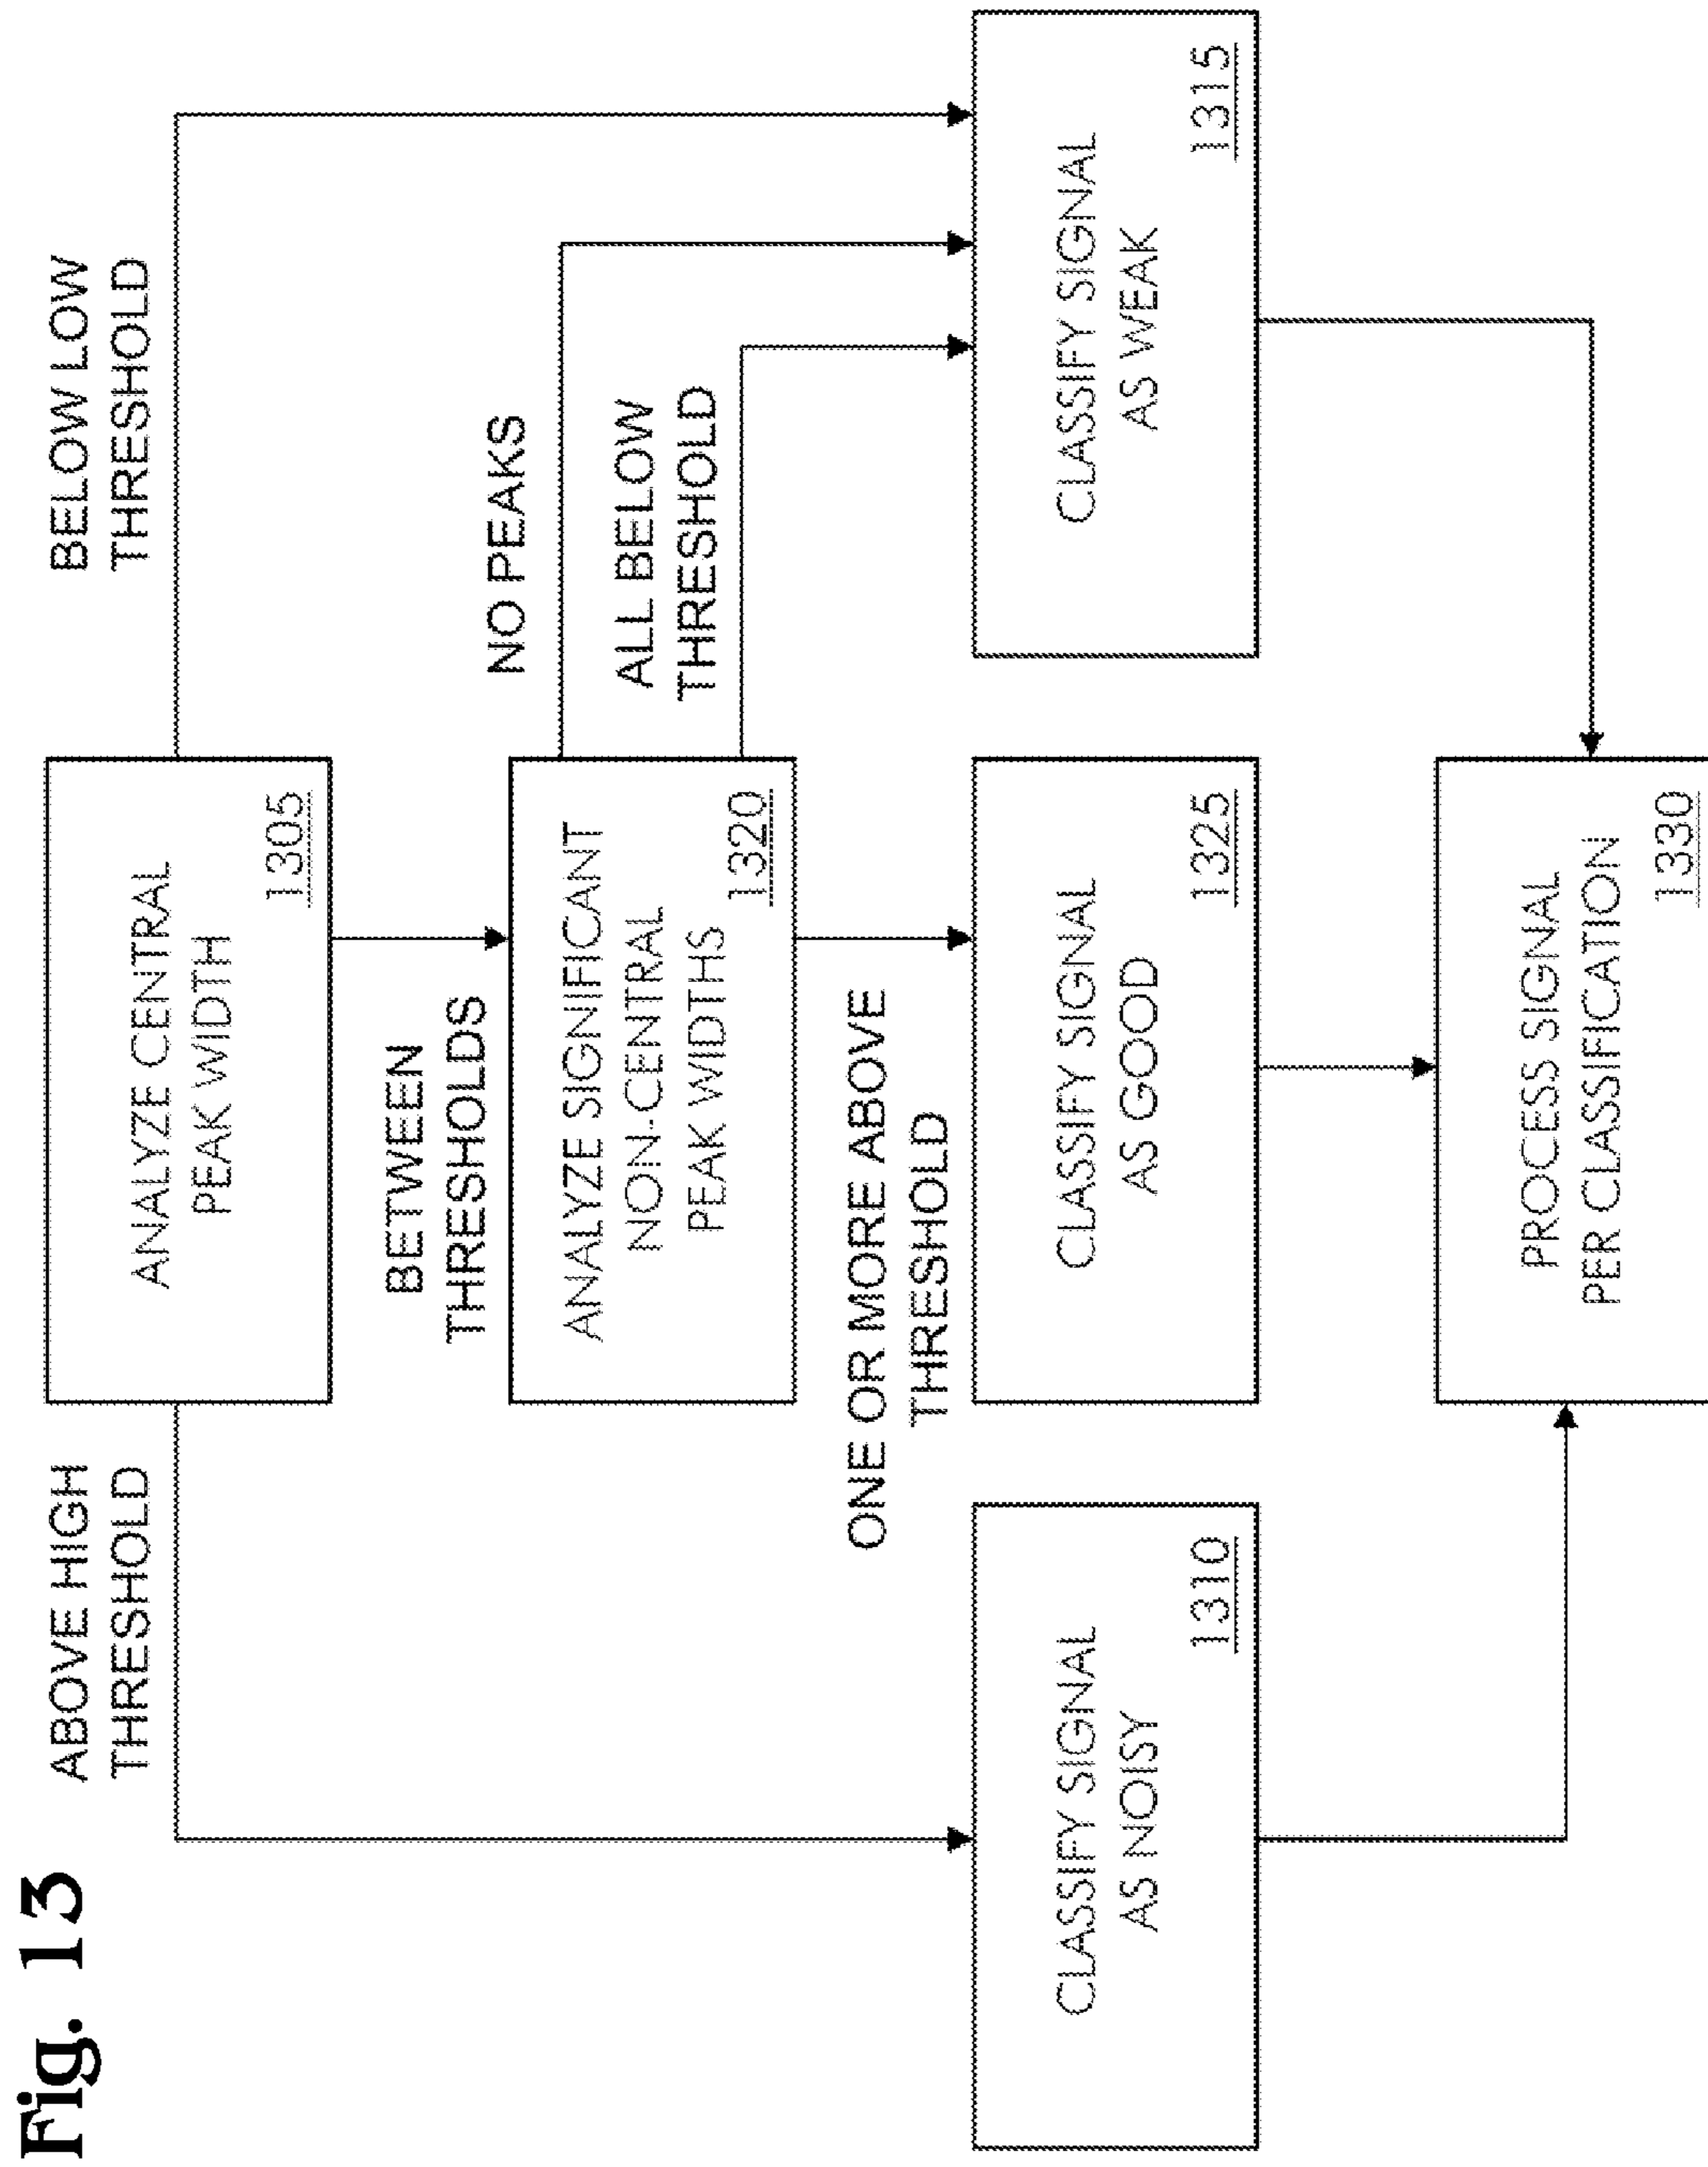 Fig. 13
ABOVE HIGH
THRESHOLD
BELOW LOW
THRESHOLD
ANALYZE CENTRAL
PEAK WIDTH
1305
BETWEEN
THRESHOLDS
NO PEAKS
ALL BELOW
THRESHOLD
ANALYZE SIGNIFICANT
NON-CENTRAL
PEAK WIDTHS
1320
ONE OR MORE ABOVE
THRESHOLD
CLASSIFY SIGNAL
AS NOISY
1310
CLASSIFY SIGNAL
AS GOOD
1325
CLASSIFY SIGNAL
AS WEAK
1315
PROCESS SIGNAL
PER CLASSIFICATION
1330